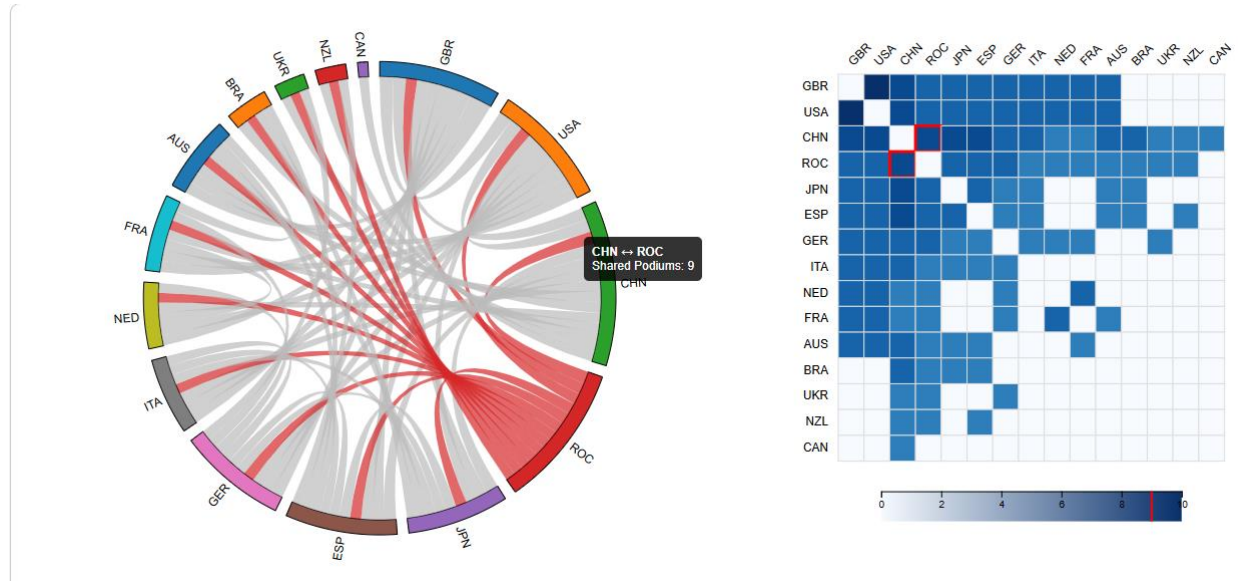 GBR
USA
CHN
ROC
JPN
ESP
GER
ITA
NED
FRA
AUS
BRA
UKR
NZL
CAN
CHN ↔ ROC
Shared Podiums: 9
GBR USA CHN ROC JPN ESP GER ITA NED FRA AUS BRA UKR NZL CAN
GBR
USA
CHN
ROC
JPN
ESP
GER
ITA
NED
FRA
AUS
BRA
UKR
NZL
CAN
0 2 4 6 8 10